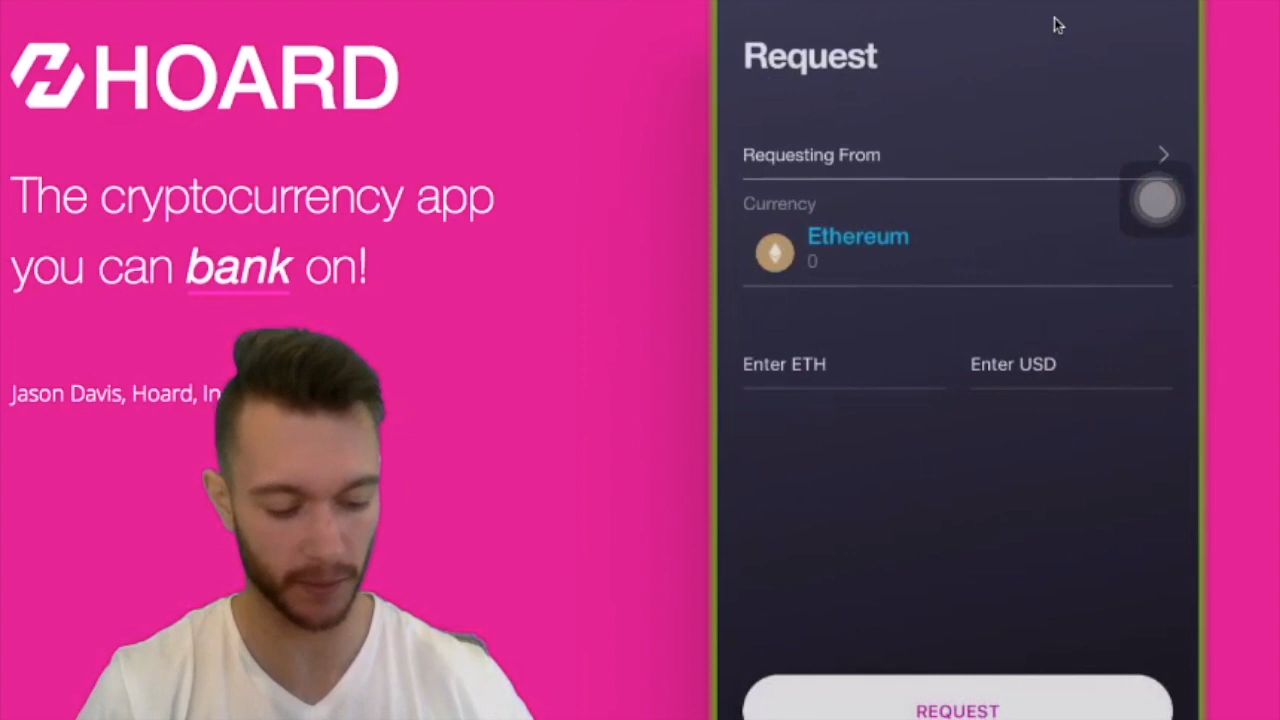 HOARD
The cryptocurrency app
you can bank on!
Jason Davis, Hoard, In
Request
Requesting From
Currency
Ethereum
0
Enter ETH
Enter USD
REQUEST